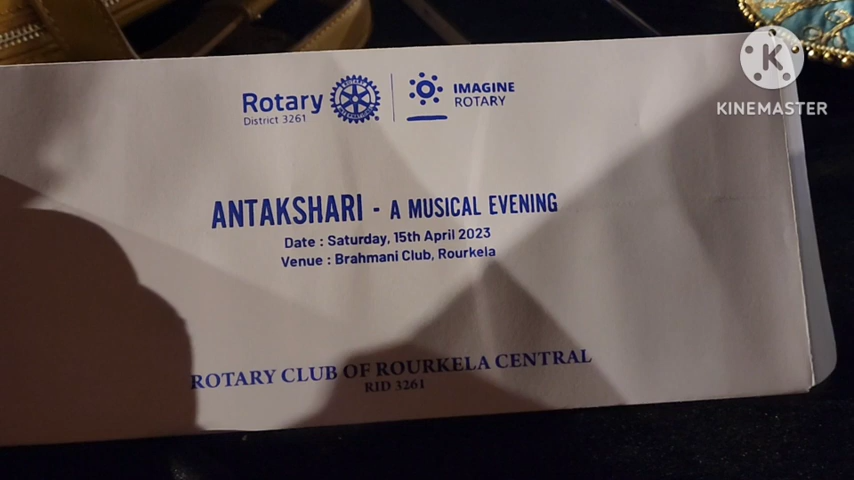 Rotary
District 3261
IMAGINE
ROTARY
K
KINEMASTER
ANTAKSHARI - A MUSICAL EVENING
Date : Saturday, 15th April 2023
Venue : Brahmani Club, Rourkela
ROTARY CLUB OF ROURKELA CENTRAL
RID 3261